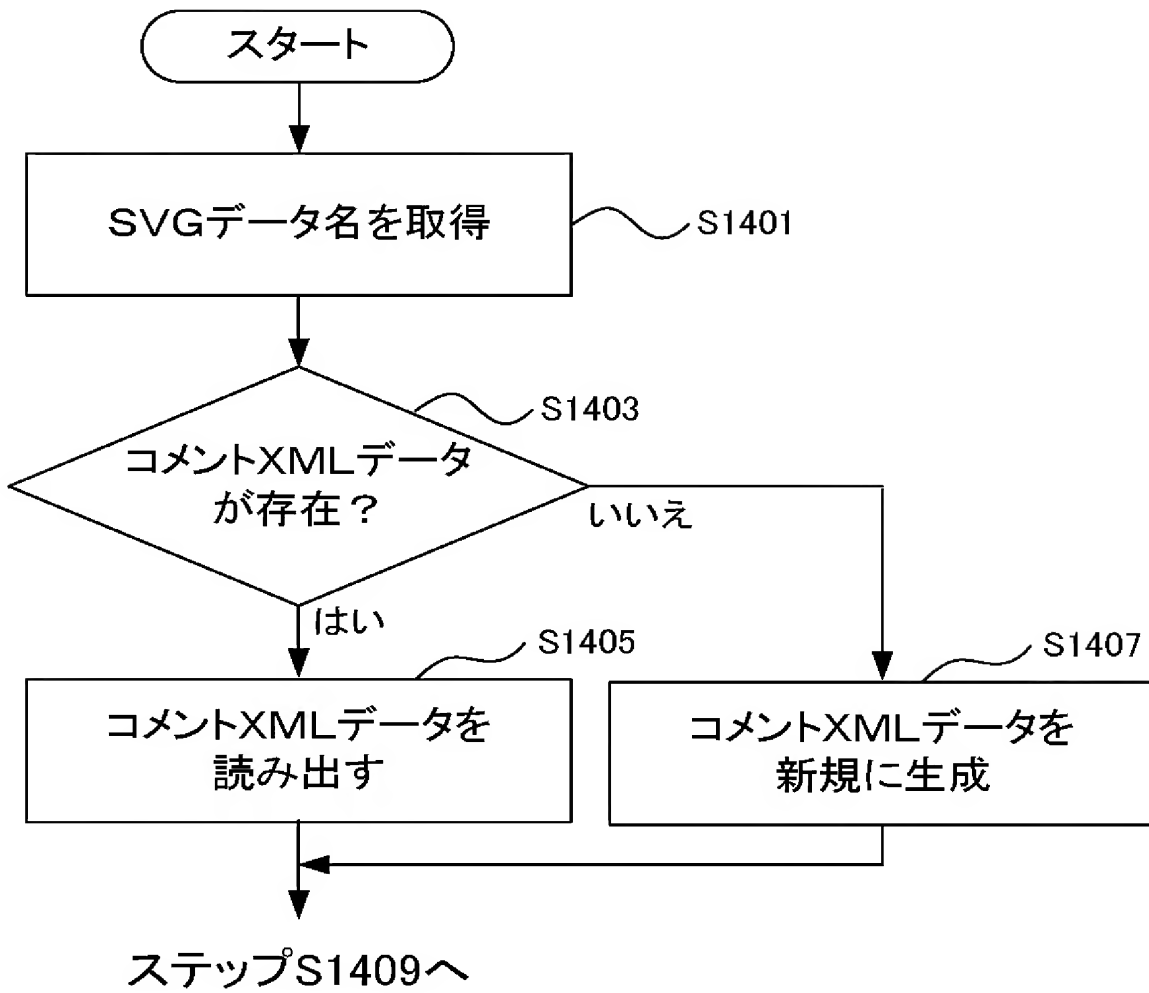 スタート
SVGデータ名を取得
S1401
S1403
コメントXMLデータ
が存在？
いいえ
はい
S1405
コメントXMLデータを
読み出す
S1407
コメントXMLデータを
新規に生成
ステップS1409へ